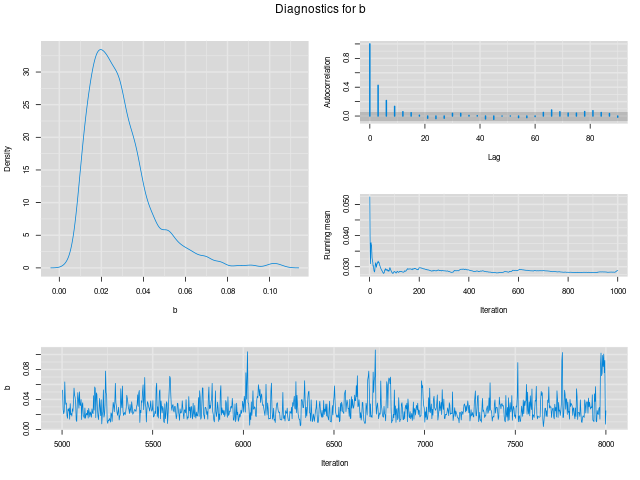 Diagnostics for b
Density
0 5 10 15 20 25 30
0.00 0.02 0.04 0.06 0.08 0.10
b
Autocorrelation
0.0 0.4 0.8
0 20 40 60 80
Lag
Running mean
0.030 0.040 0.050
0 200 400 600 800 1000
Iteration
b
0.00 0.04 0.08
5000 5500 6000 6500 7000 7500 8000
Iteration